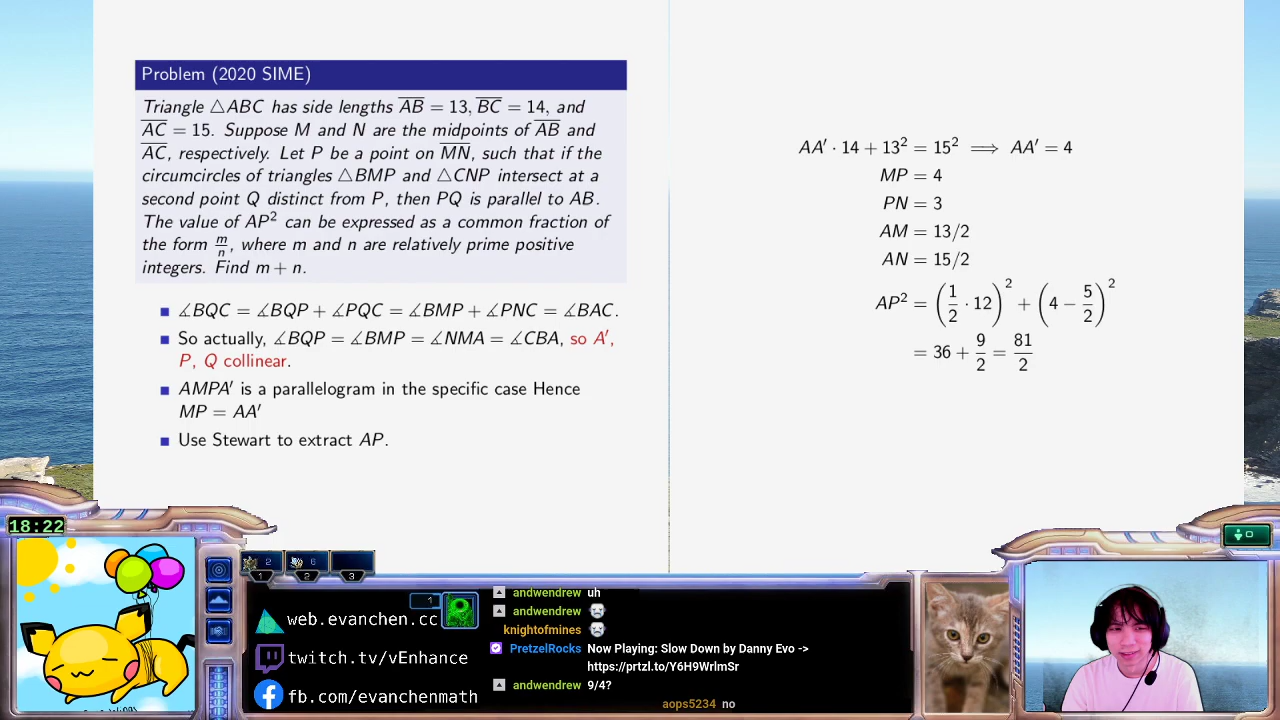 Problem (2020 SIME)
Triangle △ABC has side lengths AB = 13, BC = 14, and
AC = 15. Suppose M and N are the midpoints of AB and
AC, respectively. Let P be a point on MN, such that if the
circumcircles of triangles △BMP and △CNP intersect at a
second point Q distinct from P, then PQ is parallel to AB.
The value of AP² can be expressed as a common fraction of
the form m/n, where m and n are relatively prime positive
integers. Find m + n.
∡BQC = ∡BQP + ∡PQC = ∡BMP + ∡PNC = ∡BAC.
So actually, ∡BQP = ∡BMP = ∡NMA = ∡CBA, so A′,
P, Q collinear.
AMPA′ is a parallelogram in the specific case Hence
MP = AA′
Use Stewart to extract AP.
AA′ · 14 + 13² = 15² ⟹ AA′ = 4
MP = 4
PN = 3
AM = 13/2
AN = 15/2
AP² = (1/2 · 12)² + (4 − 5/2)²
= 36 + 9/2 = 81/2
18:22
2
6
1
2
3
1
web.evanchen.cc
twitch.tv/vEnhance
fb.com/evanchenmath
andwendrew uh
andwendrew
knightofmines
PretzelRocks Now Playing: Slow Down by Danny Evo ->
https://prtzl.to/Y6H9WrlmSr
andwendrew 9/4?
aops5234 no
0